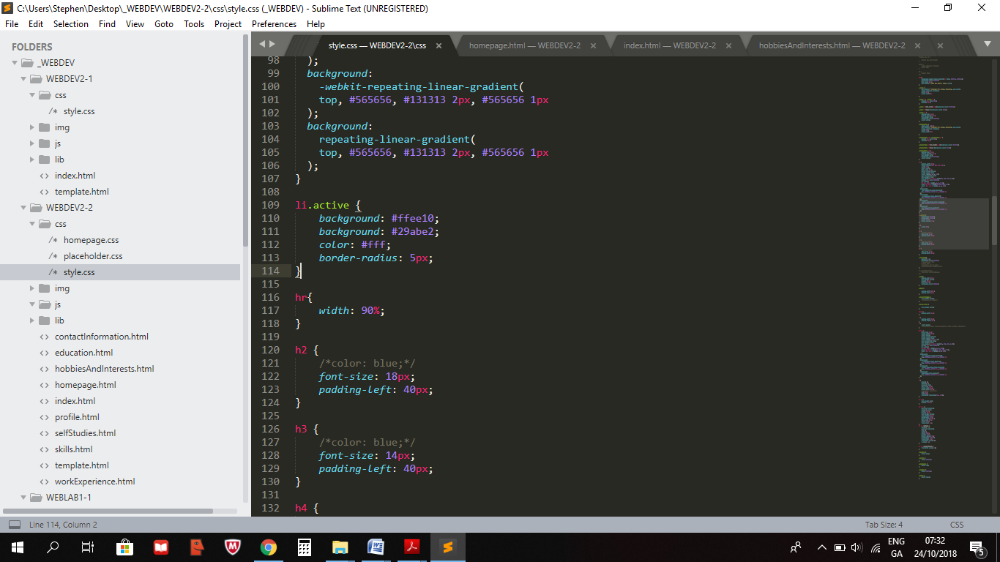 C:\Users\Stephen\Desktop\_WEBDEV\WEBDEV2-2\css\style.css (_WEBDEV) - Sublime Text (UNREGISTERED)
File Edit Selection Find View Goto Tools Project Preferences Help
FOLDERS
_WEBDEV
WEBDEV2-1
css
/* style.css
img
js
lib
<> index.html
<> template.html
WEBDEV2-2
css
/* homepage.css
/* placeholder.css
/* style.css
img
js
lib
<> contactInformation.html
<> education.html
<> hobbiesAndInterests.html
<> homepage.html
<> index.html
<> profile.html
<> selfStudies.html
<> skills.html
<> template.html
<> workExperience.html
WEBLAB1-1
style.css — WEBDEV2-2\css × homepage.html — WEBDEV2-2 × index.html — WEBDEV2-2 × hobbiesAndInterests.html — WEBDEV2-2 × ×
98 );
99 background:
100 -webkit-repeating-linear-gradient(
101 top, #565656, #131313 2px, #565656 1px
102 );
103 background:
104 repeating-linear-gradient(
105 top, #565656, #131313 2px, #565656 1px
106 );
107 }
108
109 li.active {
110 background: #ffee10;
111 background: #29abe2;
112 color: #fff;
113 border-radius: 5px;
114 }
115
116 hr{
117 width: 90%;
118 }
119
120 h2 {
121 /*color: blue;*/
122 font-size: 18px;
123 padding-left: 40px;
124 }
125
126 h3 {
127 /*color: blue;*/
128 font-size: 14px;
129 padding-left: 40px;
130 }
131
132 h4 {
Line 114, Column 2 Tab Size: 4 CSS
ENG
GA
07:32
24/10/2018
5